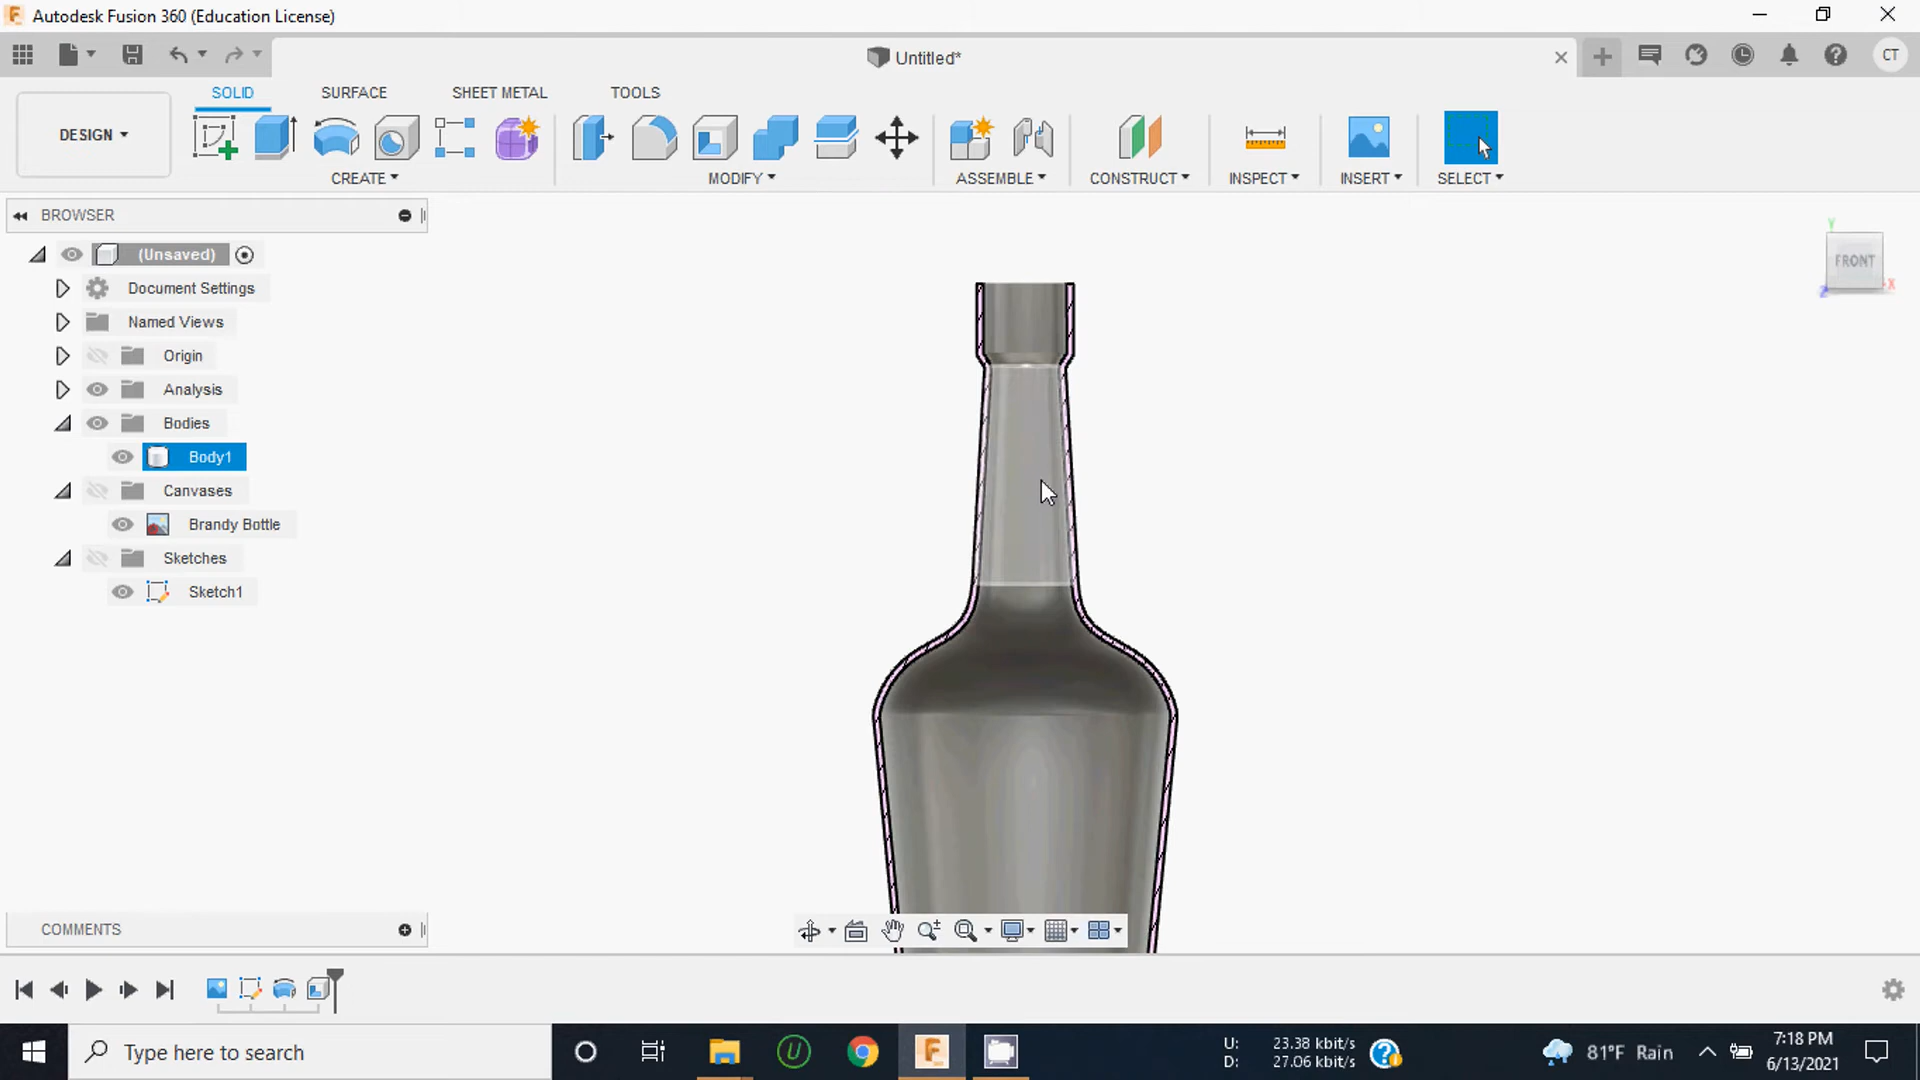 Autodesk Fusion 360 (Education License)
Untitled*
CT
DESIGN
SOLID
SURFACE
SHEET METAL
TOOLS
CREATE
MODIFY
ASSEMBLE
CONSTRUCT
INSPECT
INSERT
SELECT
BROWSER
(Unsaved)
Document Settings
Named Views
Origin
Analysis
Bodies
Body1
Canvases
Brandy Bottle
Sketches
Sketch1
Y
FRONT
X
Z
COMMENTS
Type here to search
U: 23.38 kbit/s
D: 27.06 kbit/s
81°F Rain
7:18 PM
6/13/2021